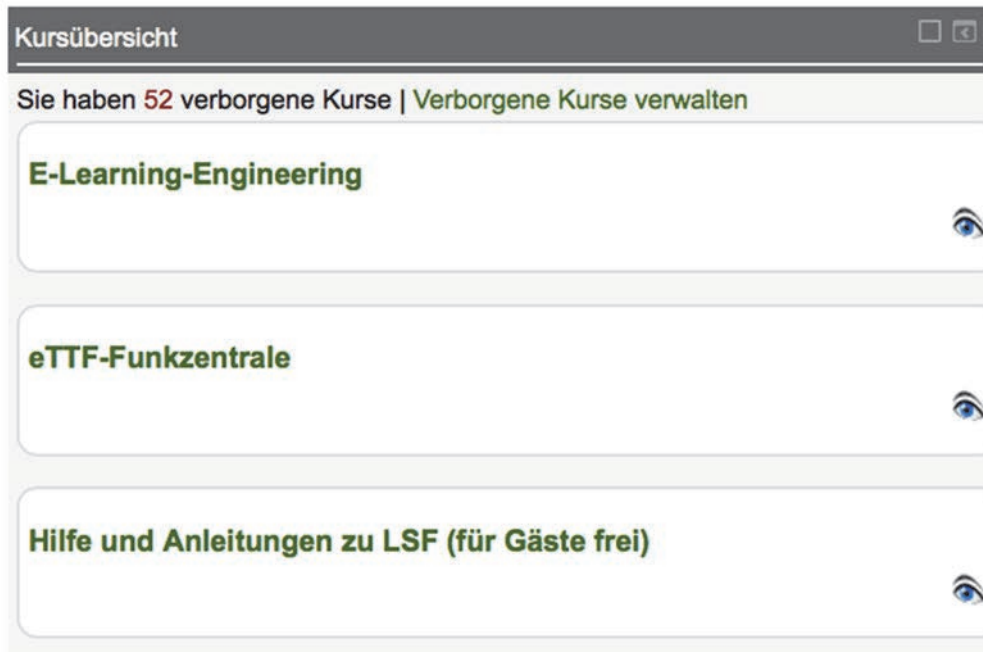 Kursübersicht
Sie haben 52 verborgene Kurse | Verborgene Kurse verwalten
E-Learning-Engineering
eTTF-Funkzentrale
Hilfe und Anleitungen zu LSF (für Gäste frei)